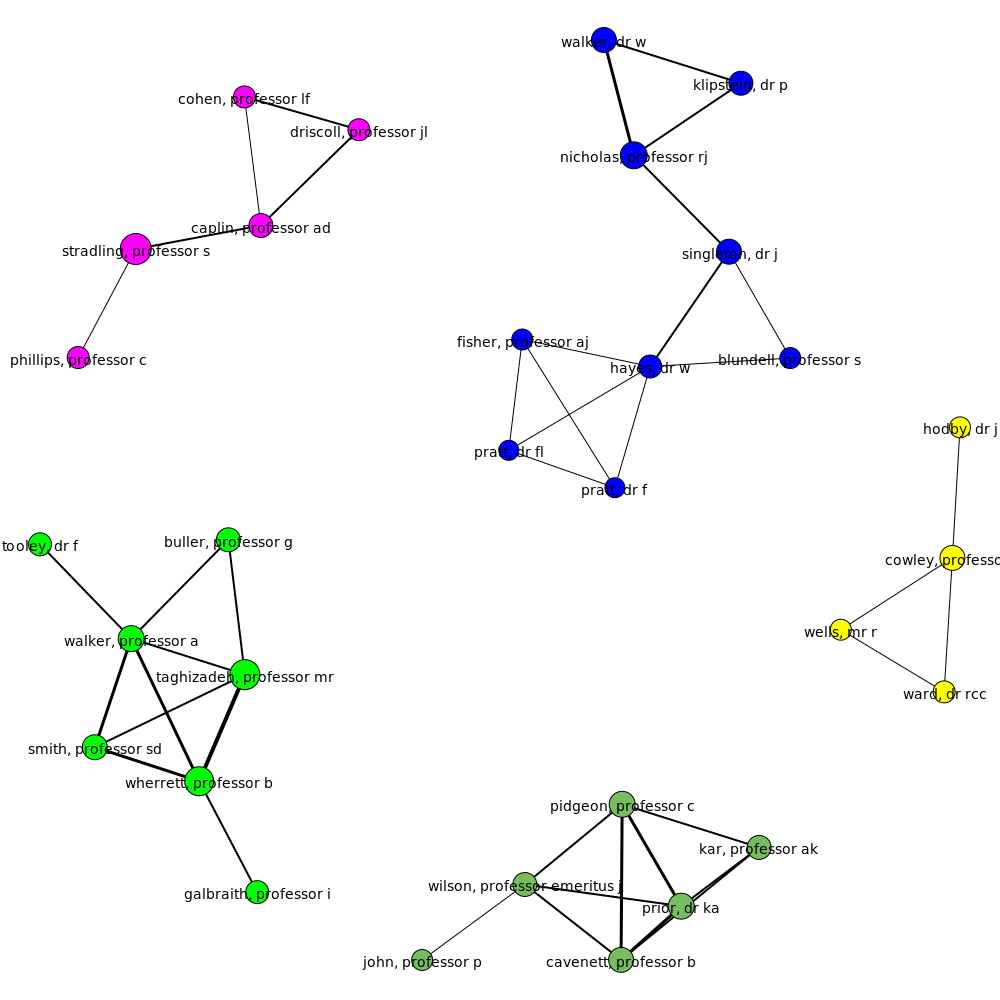 walker, dr w
klipstein, dr p
cohen, professor lf
driscoll, professor jl
nicholas, professor rj
caplin, professor ad
stradling, professor s
singleton, dr j
fisher, professor aj
phillips, professor c
hayes, dr w
blundell, professor s
hodby, dr j
pratt, dr fl
pratt, dr f
tooley, dr f
buller, professor g
cowley, professo
wells, mr r
walker, professor a
taghizadeh, professor mr
ward, dr rcc
smith, professor sd
wherrett, professor b
pidgeon, professor c
kar, professor ak
wilson, professor emeritus j
galbraith, professor i
prior, dr ka
john, professor p
cavenett, professor b